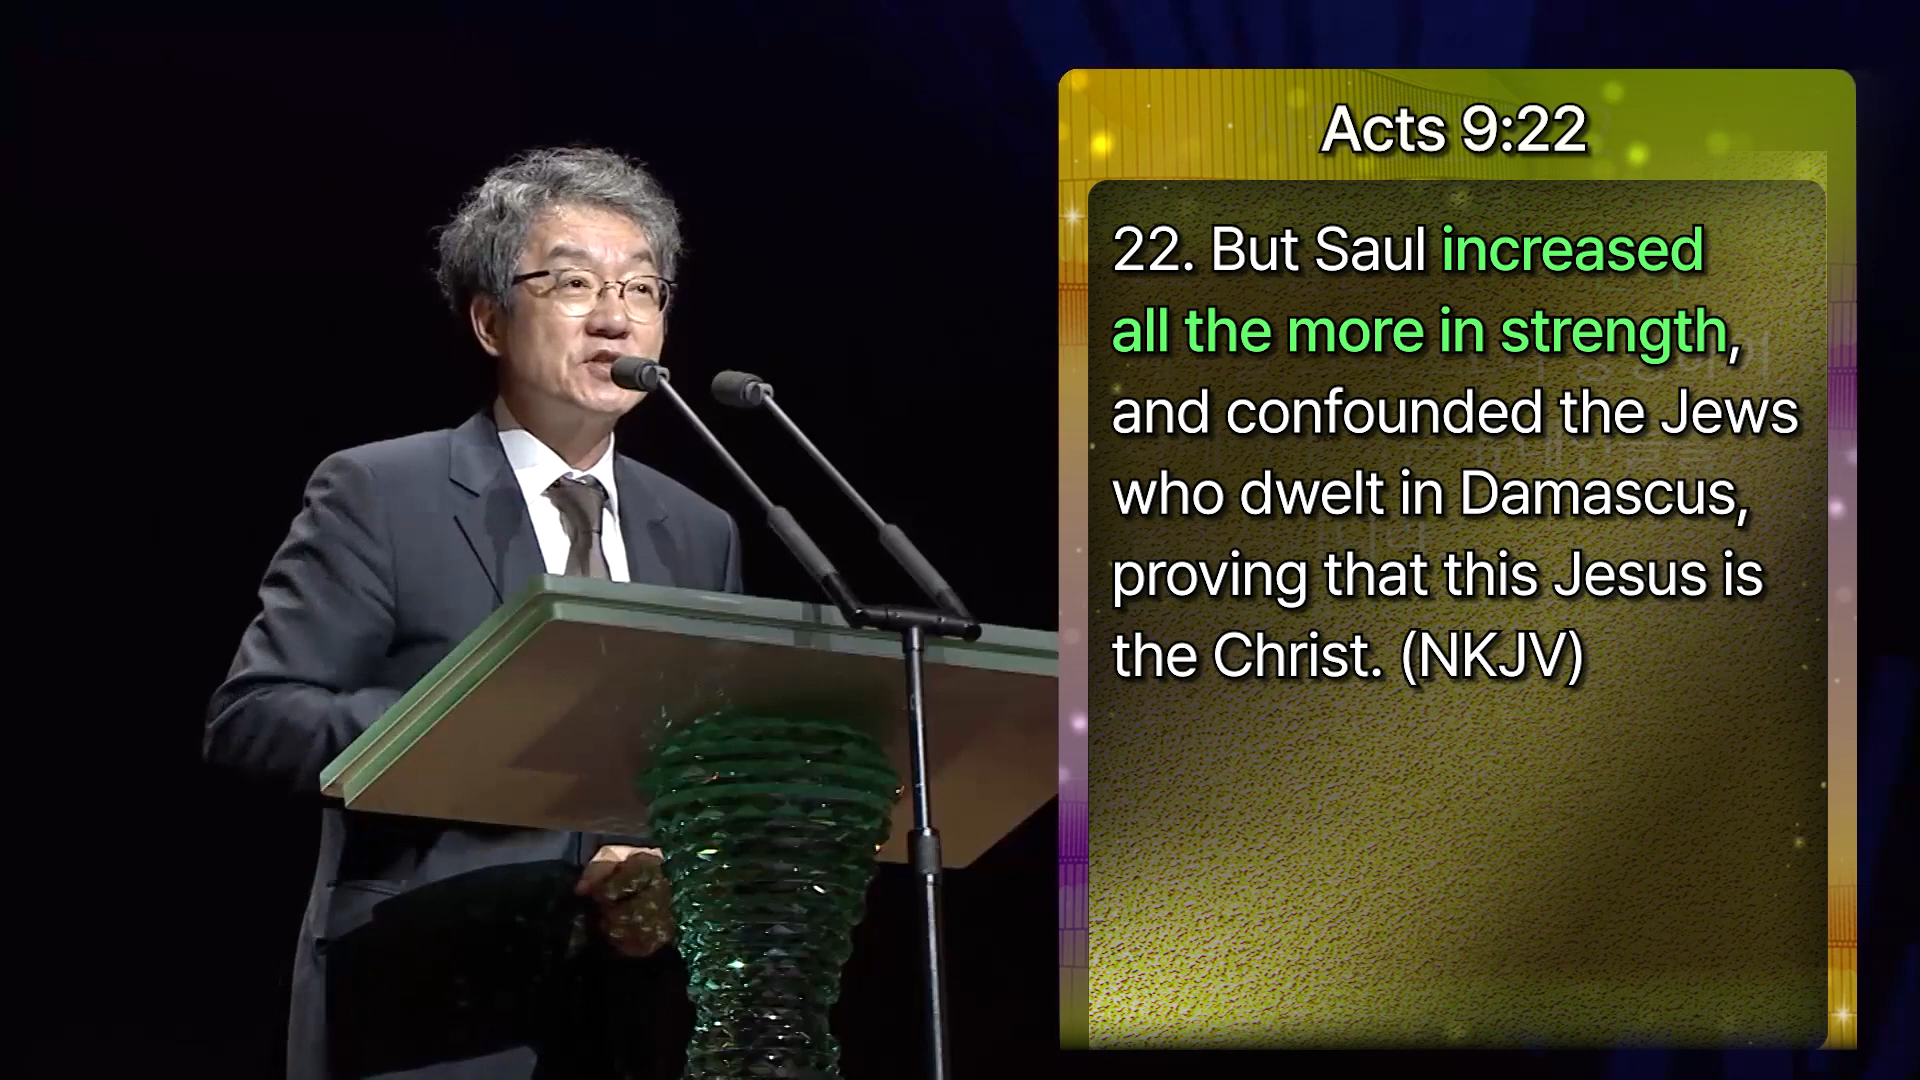 Acts 9:22
22. But Saul increased
all the more in strength,
and confounded the Jews
who dwelt in Damascus,
proving that this Jesus is
the Christ. (NKJV)